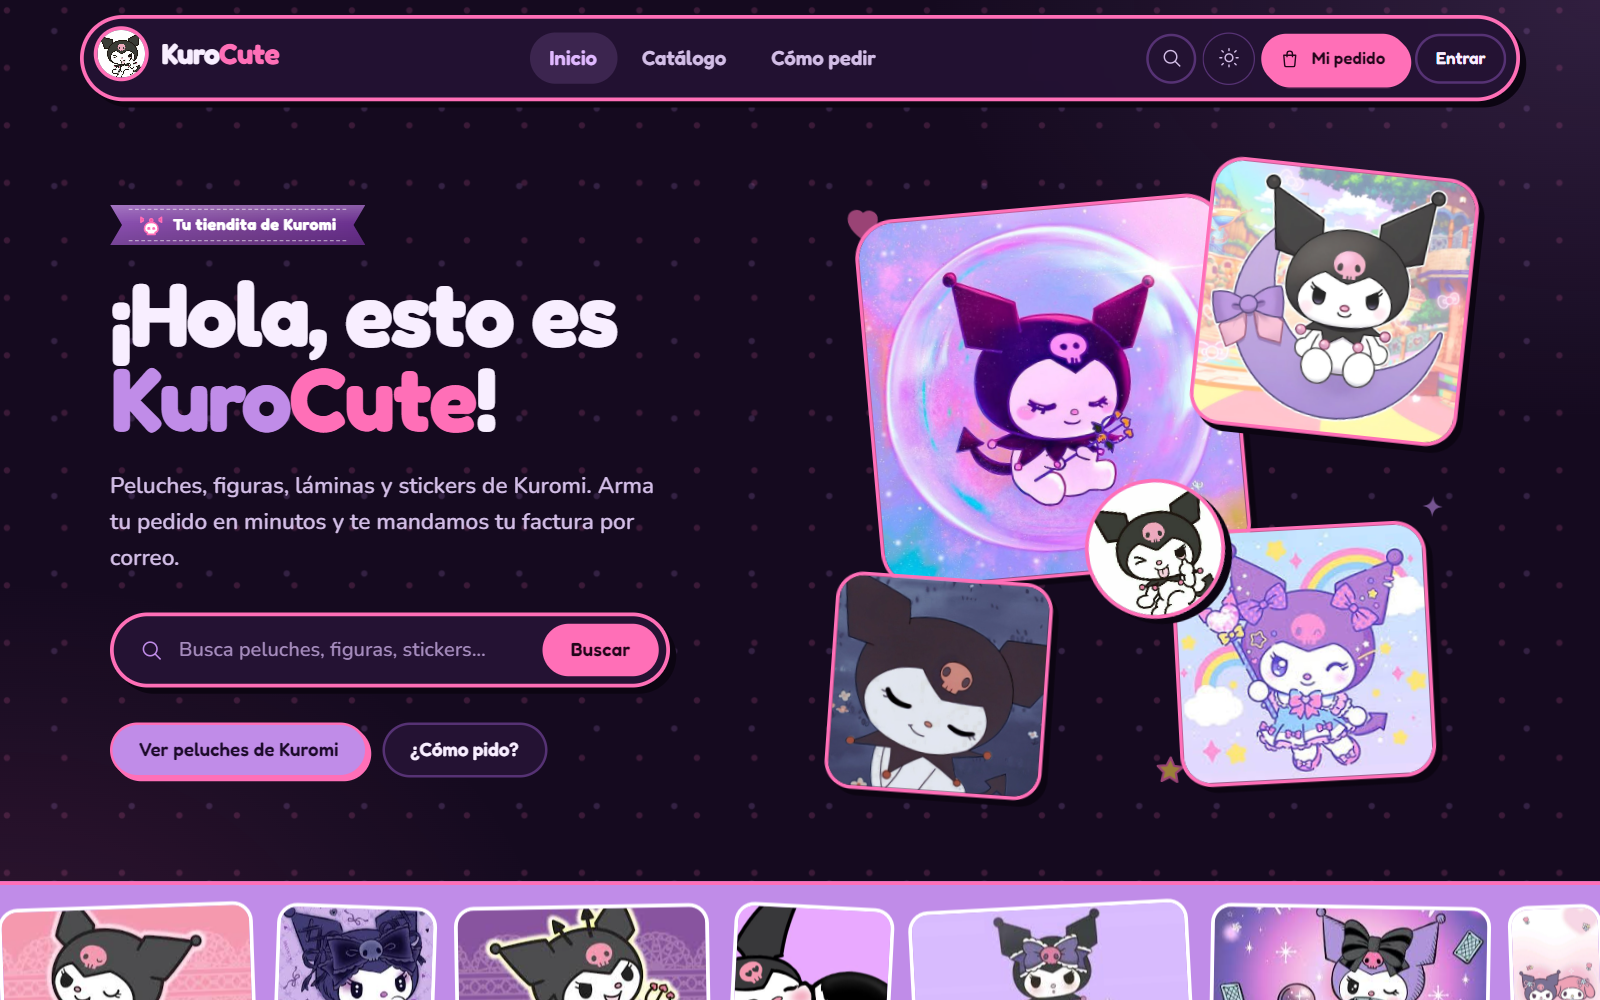 KuroCute
Inicio
Catálogo
Cómo pedir
Mi pedido
Entrar
Tu tiendita de Kuromi
¡Hola, esto es
KuroCute!
Peluches, figuras, láminas y stickers de Kuromi. Arma
tu pedido en minutos y te mandamos tu factura por
correo.
Busca peluches, figuras, stickers...
Buscar
Ver peluches de Kuromi
¿Cómo pido?